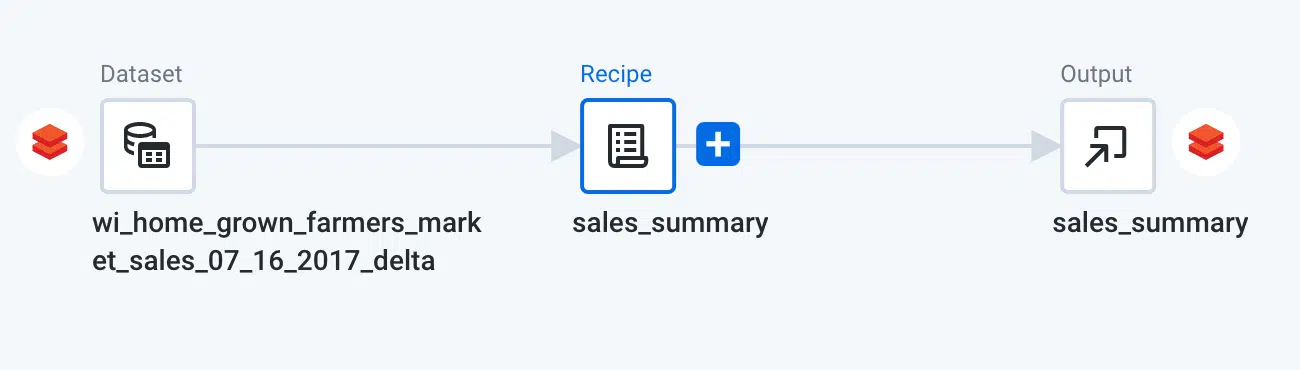 Dataset
Recipe
Output
wi_home_grown_farmers_mark
et_sales_07_16_2017_delta
sales_summary
sales_summary